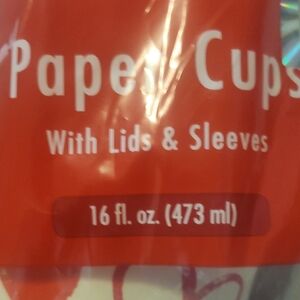 Paper Cups
With Lids & Sleeves
16 fl. oz. (473 ml)